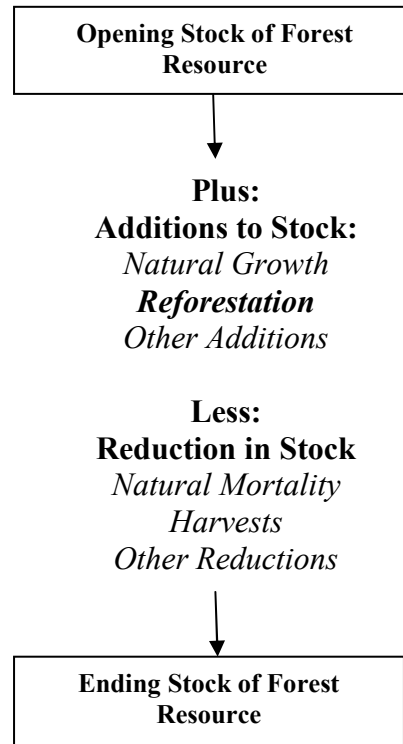 Opening Stock of Forest
Resource
Plus:
Additions to Stock:
Natural Growth
Reforestation
Other Additions
Less:
Reduction in Stock
Natural Mortality
Harvests
Other Reductions
Ending Stock of Forest
Resource